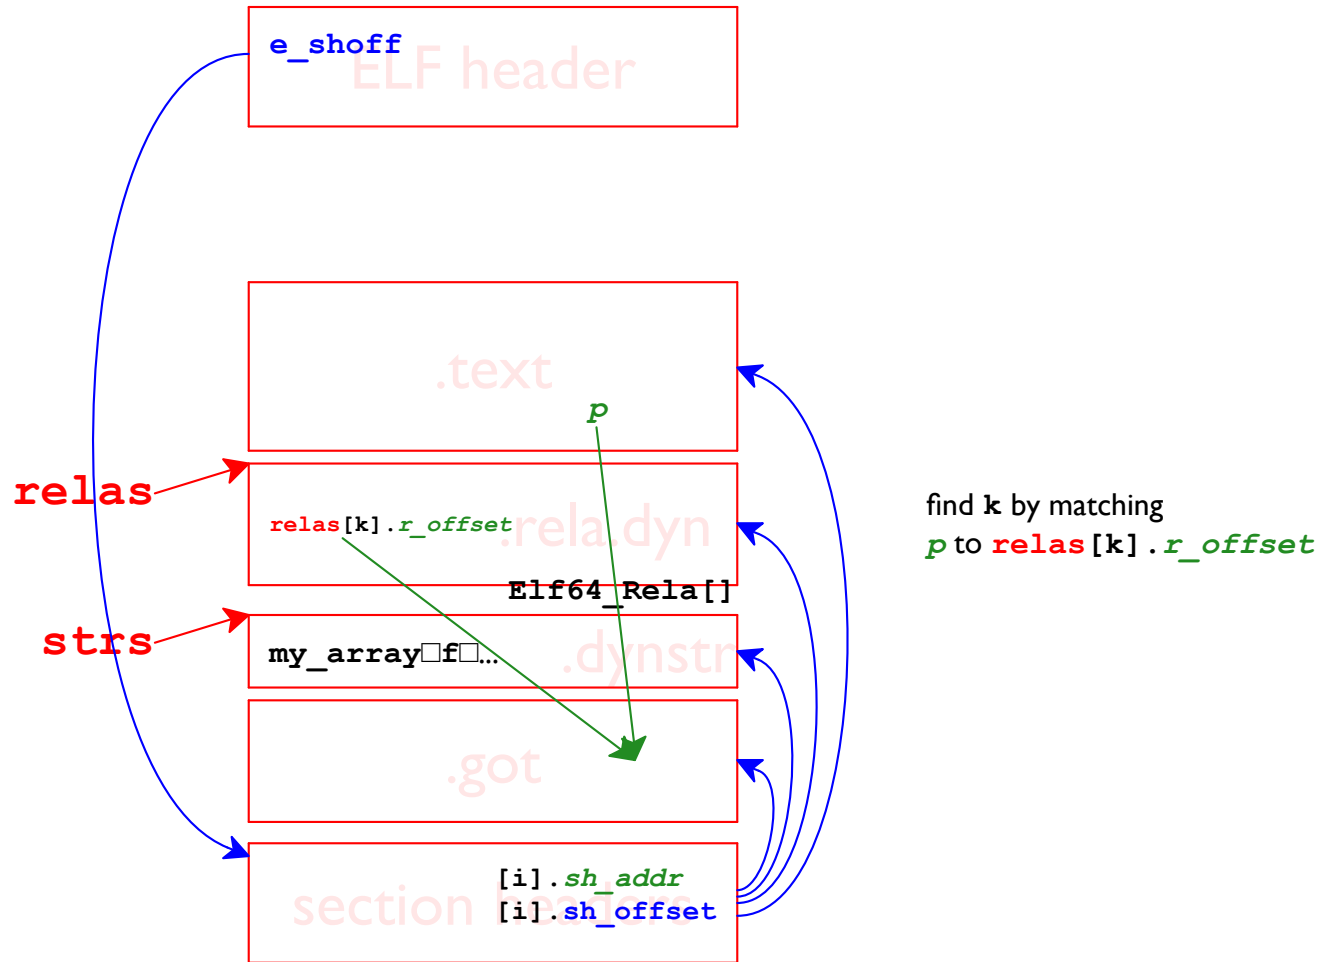 e_shoff
ELF header
.text
p
relas
relas[k].r_offset
.rela.dyn
find k by matching
p to relas[k].r_offset
Elf64_Rela[]
strs
my_array□f□…
.dynstr
.got
[i].sh_addr
section headers
[i].sh_offset